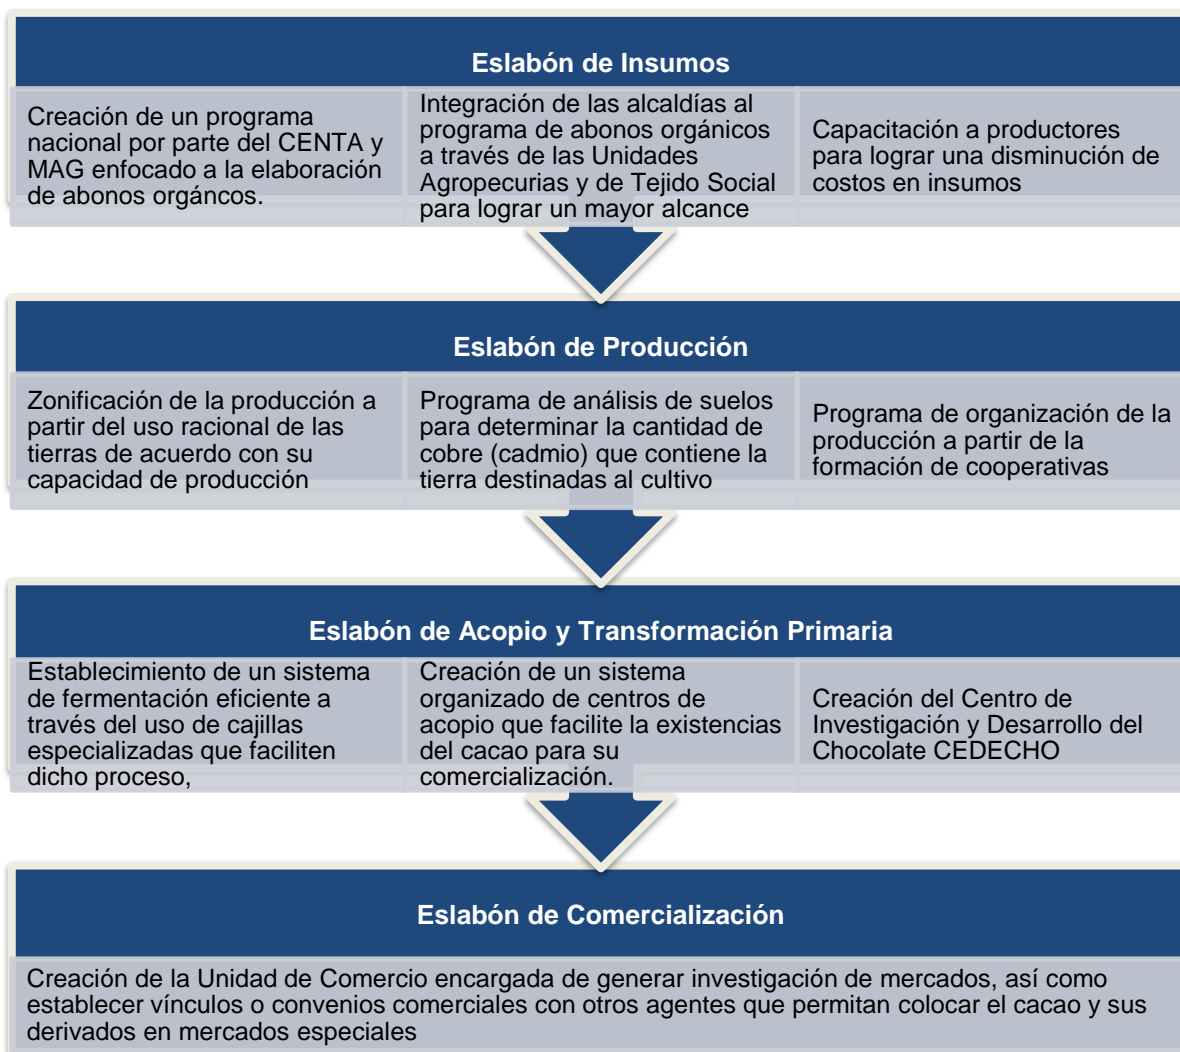 Eslabón de Insumos
Creación de un programa
nacional por parte del CENTA y
MAG enfocado a la elaboración
de abonos orgáncos.
Integración de las alcaldías al
programa de abonos orgánicos
a través de las Unidades
Agropecurias y de Tejido Social
para lograr un mayor alcance
Capacitación a productores
para lograr una disminución de
costos en insumos
Eslabón de Producción
Zonificación de la producción a
partir del uso racional de las
tierras de acuerdo con su
capacidad de producción
Programa de análisis de suelos
para determinar la cantidad de
cobre (cadmio) que contiene la
tierra destinadas al cultivo
Programa de organización de la
producción a partir de la
formación de cooperativas
Eslabón de Acopio y Transformación Primaria
Establecimiento de un sistema
de fermentación eficiente a
través del uso de cajillas
especializadas que faciliten
dicho proceso,
Creación de un sistema
organizado de centros de
acopio que facilite la existencias
del cacao para su
comercialización.
Creación del Centro de
Investigación y Desarrollo del
Chocolate CEDECHO
Eslabón de Comercialización
Creación de la Unidad de Comercio encargada de generar investigación de mercados, así como
establecer vínculos o convenios comerciales con otros agentes que permitan colocar el cacao y sus
derivados en mercados especiales